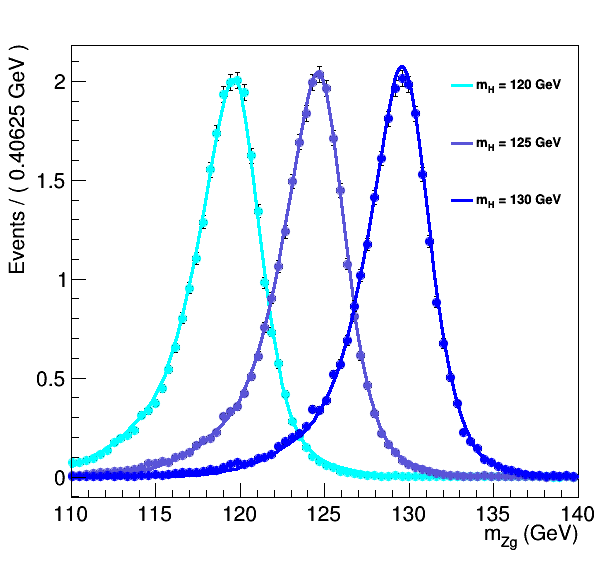 Events / ( 0.40625 GeV )
2
1.5
1
0.5
0
m_H = 120 GeV
m_H = 125 GeV
m_H = 130 GeV
110 115 120 125 130 135 140
m_Zg (GeV)